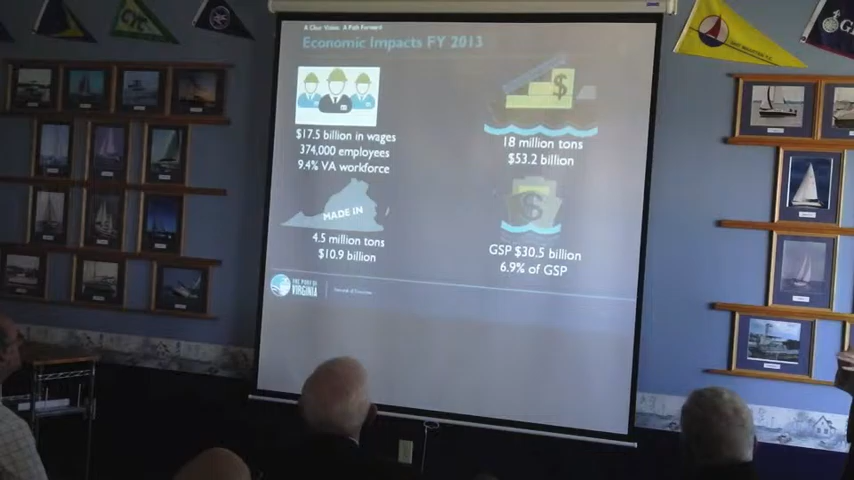 A Clear Vision. A Path Forward
Economic Impacts FY 2013
$17.5 billion in wages
374,000 employees
9.4% VA workforce
$
18 million tons
$53.2 billion
MADE IN
4.5 million tons
$10.9 billion
$
GSP $30.5 billion
6.9% of GSP
THE PORT OF
VIRGINIA
CYC